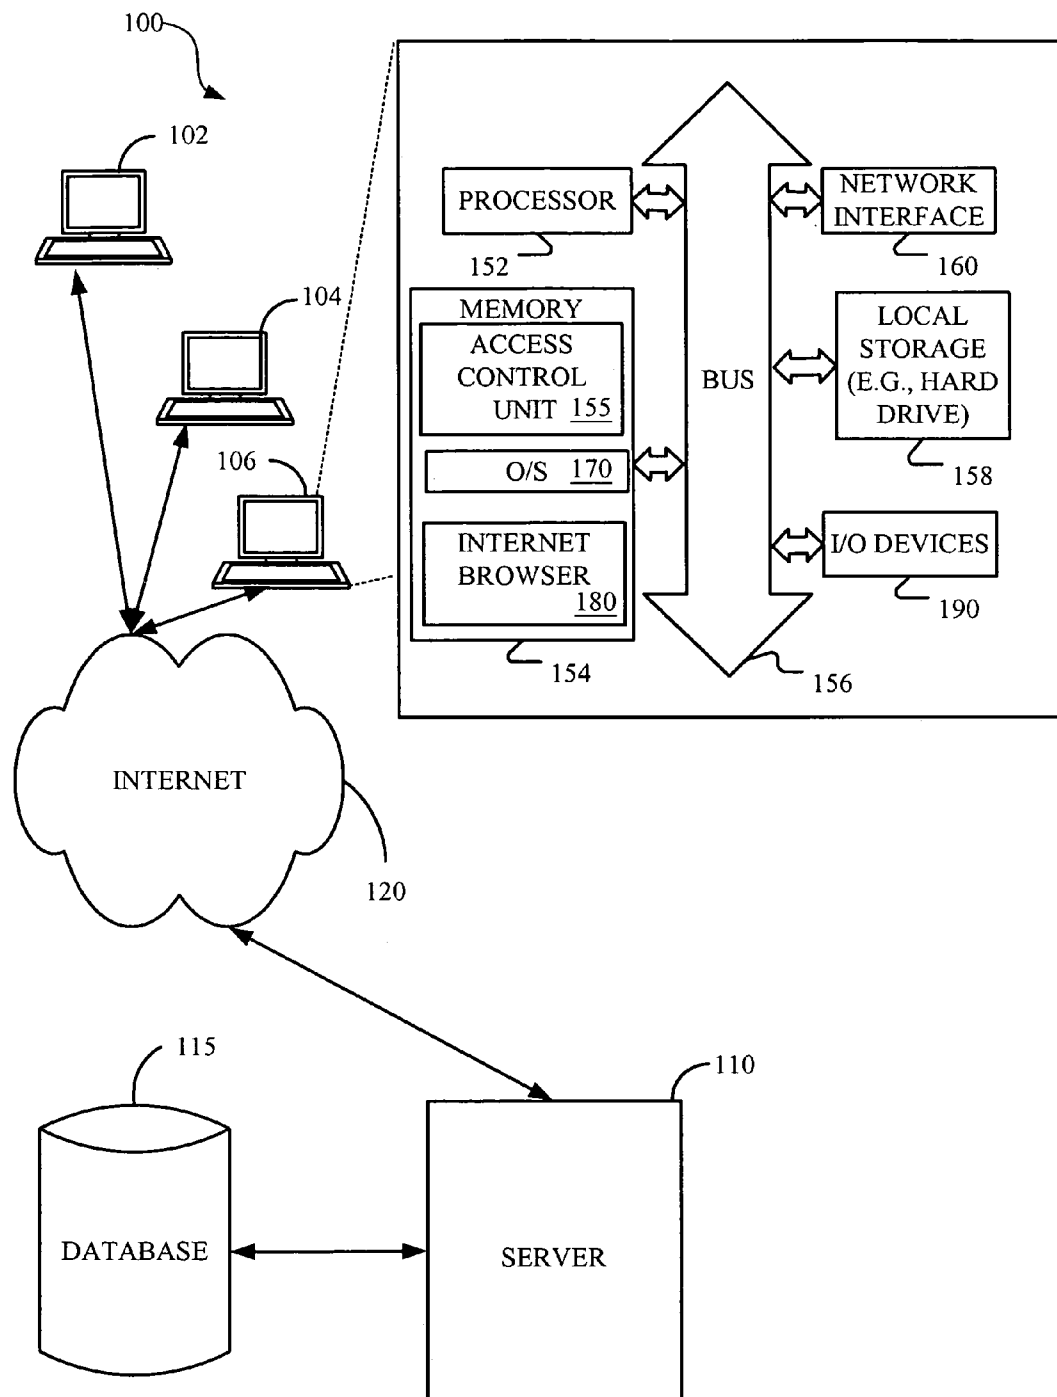 100
102
104
106
PROCESSOR
152
NETWORK
INTERFACE
160
MEMORY
ACCESS
CONTROL
UNIT 155
O/S 170
INTERNET
BROWSER
180
154
BUS
156
LOCAL
STORAGE
(E.G., HARD
DRIVE)
158
I/O DEVICES
190
INTERNET
120
115
DATABASE
110
SERVER